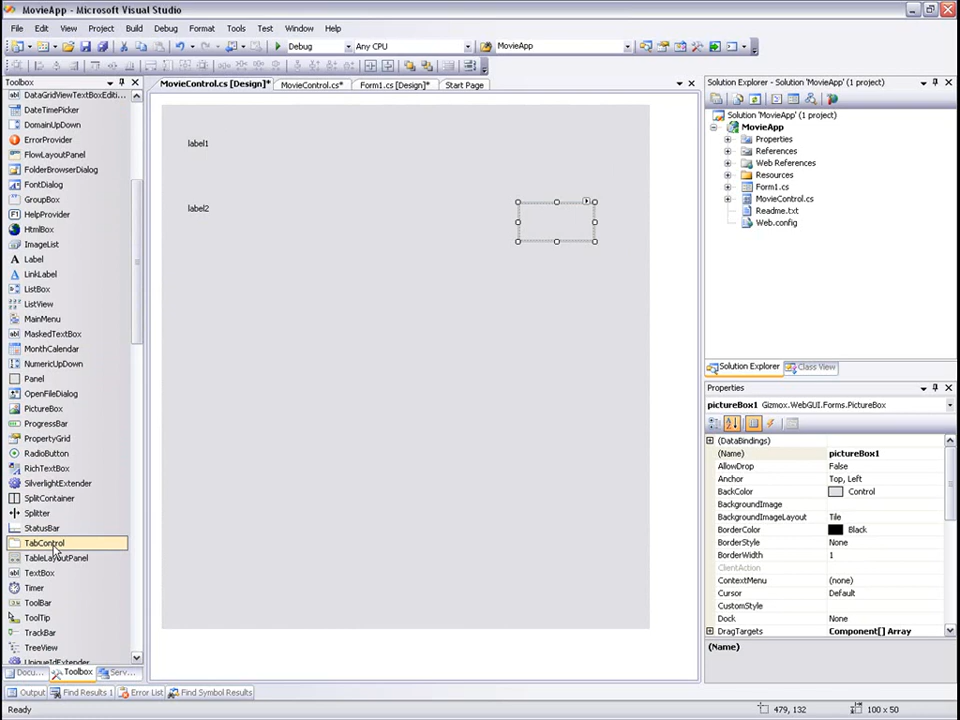 MovieApp - Microsoft Visual Studio
File Edit View Project Build Debug Format Data Tools Test Window Help
Debug Any CPU MovieApp
Toolbox
DataGridViewTextBoxEditi...
DateTimePicker
DomainUpDown
ErrorProvider
FlowLayoutPanel
FolderBrowserDialog
FontDialog
GroupBox
HelpProvider
HtmlBox
ImageList
Label
LinkLabel
ListBox
ListView
MainMenu
MaskedTextBox
MonthCalendar
NumericUpDown
Panel
OpenFileDialog
PictureBox
ProgressBar
PropertyGrid
RadioButton
RichTextBox
SilverlightExtender
SplitContainer
Splitter
StatusBar
TabControl
TableLayoutPanel
TextBox
Timer
ToolBar
ToolTip
TrackBar
TreeView
UniqueIdExtender
Docu... Toolbox Serv...
MovieControl.cs [Design]* MovieControl.cs* Form1.cs [Design]* Start Page
label1
label2
Solution Explorer - Solution 'MovieApp' (1 project)
Solution 'MovieApp' (1 project)
MovieApp
Properties
References
Web References
Resources
Form1.cs
MovieControl.cs
Readme.txt
Web.config
Solution Explorer Class View
Properties
pictureBox1 Gizmox.WebGUI.Forms.PictureBox
(DataBindings)
(Name) pictureBox1
AllowDrop False
Anchor Top, Left
BackColor Control
BackgroundImage
BackgroundImageLayout Tile
BorderColor Black
BorderStyle None
BorderWidth 1
ClientAction
ContextMenu (none)
Cursor Default
CustomStyle
Dock None
DragTargets Component[] Array
(Name)
Output Find Results 1 Error List Find Symbol Results
Ready 479, 132 100 x 50